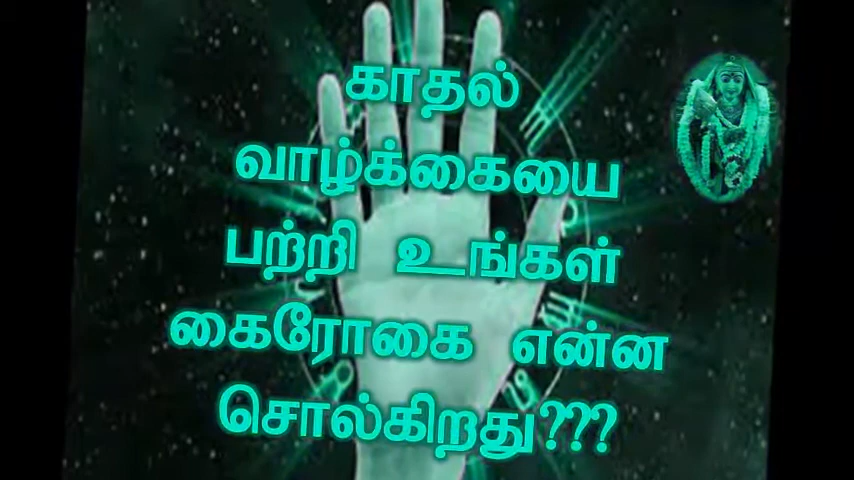 காதல்
வாழ்க்கையை
பற்றி உங்கள்
கைரோகை என்ன
சொல்கிறது???